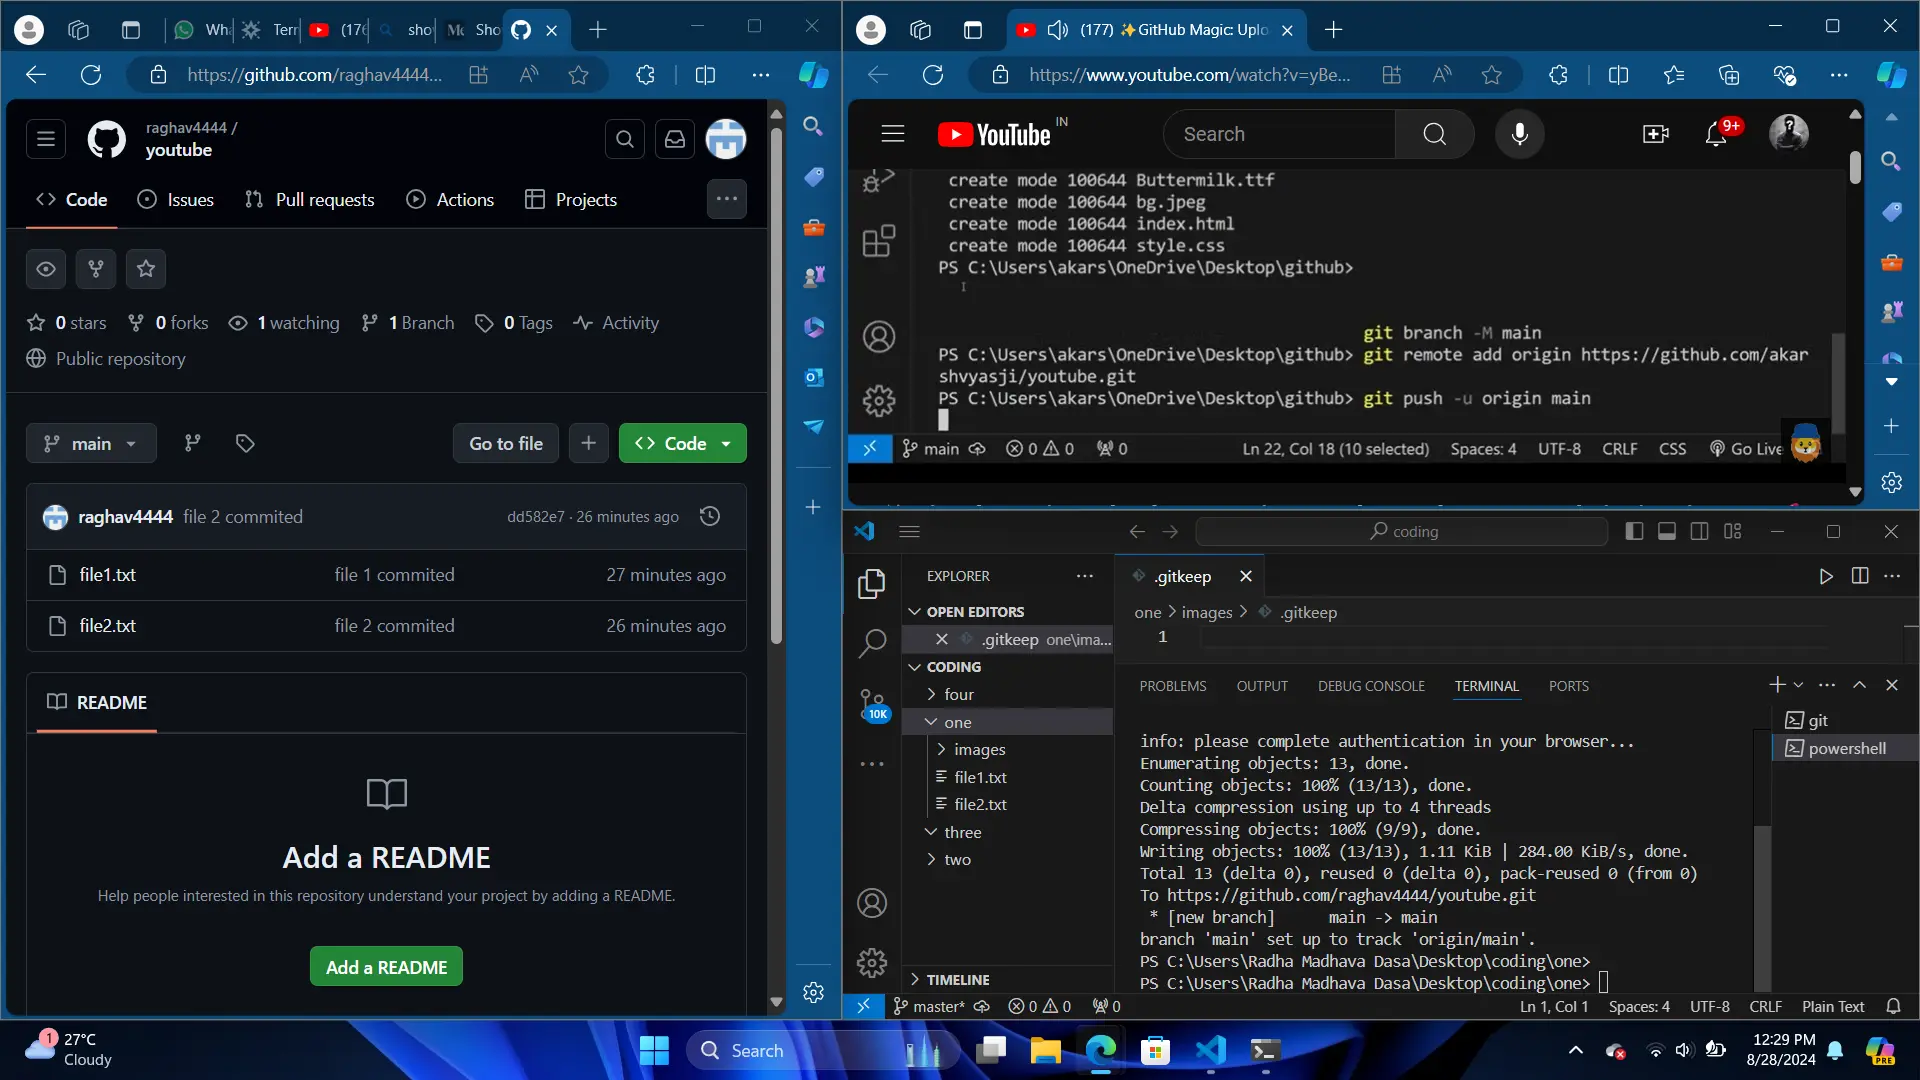 Wh
Terr
(17
sho
Sho
https://github.com/raghav4444...
raghav4444 /
youtube
Code
Issues
Pull requests
Actions
Projects
0 stars
0 forks
1 watching
1 Branch
0 Tags
Activity
Public repository
main
Go to file
Code
raghav4444 file 2 commited
dd582e7 · 26 minutes ago
file1.txt
file 1 commited
27 minutes ago
file2.txt
file 2 commited
26 minutes ago
README
Add a README
Help people interested in this repository understand your project by adding a README.
Add a README
(177) ✨GitHub Magic: Uplo
https://www.youtube.com/watch?v=yBe...
YouTube IN
Search
9+
create mode 100644 Buttermilk.ttf
create mode 100644 bg.jpeg
create mode 100644 index.html
create mode 100644 style.css
PS C:\Users\akars\OneDrive\Desktop\github>
git branch -M main
PS C:\Users\akars\OneDrive\Desktop\github> git remote add origin https://github.com/akar
shvyasji/youtube.git
PS C:\Users\akars\OneDrive\Desktop\github> git push -u origin main
main
0
0
0
Ln 22, Col 18 (10 selected)
Spaces: 4
UTF-8
CRLF
CSS
Go Live
coding
EXPLORER
.gitkeep
OPEN EDITORS
.gitkeep one\ima...
CODING
four
one
images
file1.txt
file2.txt
three
two
TIMELINE
10K
one > images > .gitkeep
1
PROBLEMS
OUTPUT
DEBUG CONSOLE
TERMINAL
PORTS
git
powershell
info: please complete authentication in your browser...
Enumerating objects: 13, done.
Counting objects: 100% (13/13), done.
Delta compression using up to 4 threads
Compressing objects: 100% (9/9), done.
Writing objects: 100% (13/13), 1.11 KiB | 284.00 KiB/s, done.
Total 13 (delta 0), reused 0 (delta 0), pack-reused 0 (from 0)
To https://github.com/raghav4444/youtube.git
* [new branch] main -> main
branch 'main' set up to track 'origin/main'.
PS C:\Users\Radha Madhava Dasa\Desktop\coding\one>
PS C:\Users\Radha Madhava Dasa\Desktop\coding\one>
master*
0
0
0
Ln 1, Col 1
Spaces: 4
UTF-8
CRLF
Plain Text
1
27°C
Cloudy
Search
12:29 PM
8/28/2024
PRE